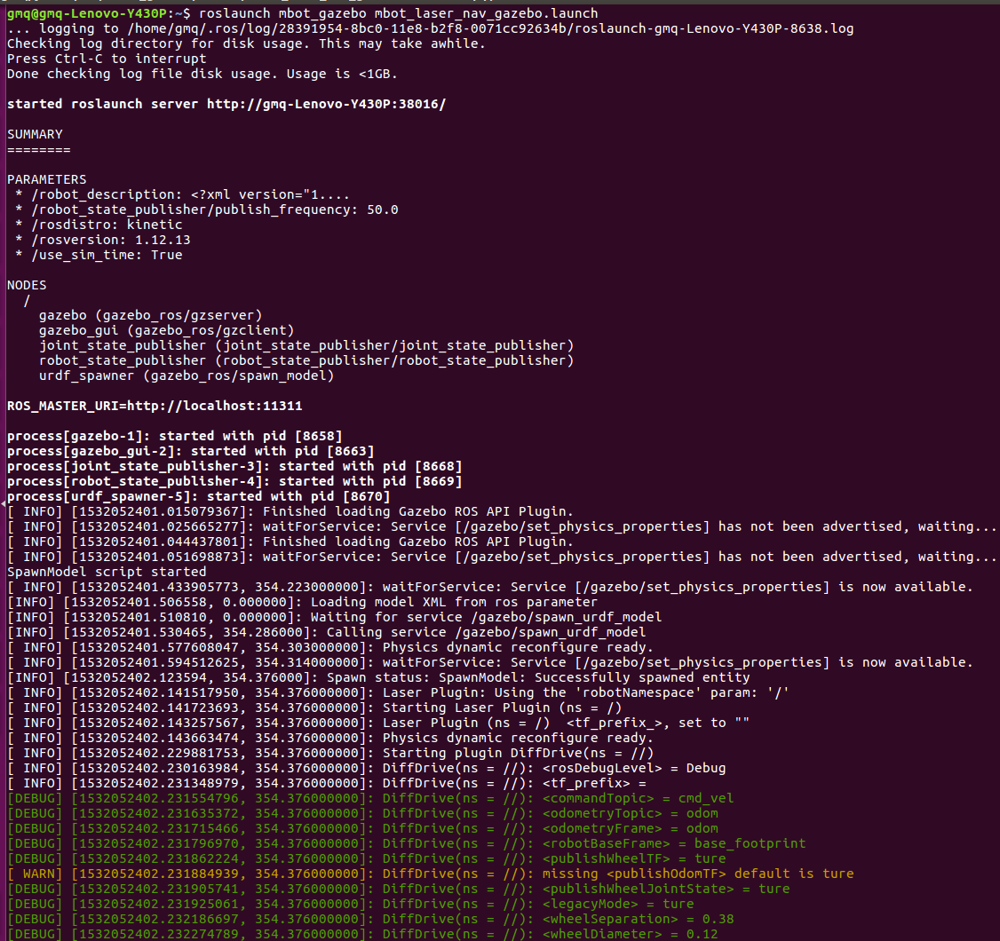 gmq@gmq-Lenovo-Y430P:~$ roslaunch mbot_gazebo mbot_laser_nav_gazebo.launch
... logging to /home/gmq/.ros/log/28391954-8bc0-11e8-b2f8-0071cc92634b/roslaunch-gmq-Lenovo-Y430P-8638.log
Checking log directory for disk usage. This may take awhile.
Press Ctrl-C to interrupt
Done checking log file disk usage. Usage is <1GB.
started roslaunch server http://gmq-Lenovo-Y430P:38016/
SUMMARY
========
PARAMETERS
* /robot_description: <?xml version="1....
* /robot_state_publisher/publish_frequency: 50.0
* /rosdistro: kinetic
* /rosversion: 1.12.13
* /use_sim_time: True
NODES
/
gazebo (gazebo_ros/gzserver)
gazebo_gui (gazebo_ros/gzclient)
joint_state_publisher (joint_state_publisher/joint_state_publisher)
robot_state_publisher (robot_state_publisher/robot_state_publisher)
urdf_spawner (gazebo_ros/spawn_model)
ROS_MASTER_URI=http://localhost:11311
process[gazebo-1]: started with pid [8658]
process[gazebo_gui-2]: started with pid [8663]
process[joint_state_publisher-3]: started with pid [8668]
process[robot_state_publisher-4]: started with pid [8669]
process[urdf_spawner-5]: started with pid [8670]
[ INFO] [1532052401.015079367]: Finished loading Gazebo ROS API Plugin.
[ INFO] [1532052401.025665277]: waitForService: Service [/gazebo/set_physics_properties] has not been advertised, waiting...
[ INFO] [1532052401.044437801]: Finished loading Gazebo ROS API Plugin.
[ INFO] [1532052401.051698873]: waitForService: Service [/gazebo/set_physics_properties] has not been advertised, waiting...
SpawnModel script started
[ INFO] [1532052401.433905773, 354.223000000]: waitForService: Service [/gazebo/set_physics_properties] is now available.
[INFO] [1532052401.506558, 0.000000]: Loading model XML from ros parameter
[INFO] [1532052401.510810, 0.000000]: Waiting for service /gazebo/spawn_urdf_model
[INFO] [1532052401.530465, 354.286000]: Calling service /gazebo/spawn_urdf_model
[ INFO] [1532052401.577608047, 354.303000000]: Physics dynamic reconfigure ready.
[ INFO] [1532052401.594512625, 354.314000000]: waitForService: Service [/gazebo/set_physics_properties] is now available.
[INFO] [1532052402.123594, 354.376000]: Spawn status: SpawnModel: Successfully spawned entity
[ INFO] [1532052402.141517950, 354.376000000]: Laser Plugin: Using the 'robotNamespace' param: '/'
[ INFO] [1532052402.141723693, 354.376000000]: Starting Laser Plugin (ns = /)
[ INFO] [1532052402.143257567, 354.376000000]: Laser Plugin (ns = /)  <tf_prefix_>, set to ""
[ INFO] [1532052402.143663474, 354.376000000]: Physics dynamic reconfigure ready.
[ INFO] [1532052402.229881753, 354.376000000]: Starting plugin DiffDrive(ns = //)
[ INFO] [1532052402.230163984, 354.376000000]: DiffDrive(ns = //): <rosDebugLevel> = Debug
[ INFO] [1532052402.231348979, 354.376000000]: DiffDrive(ns = //): <tf_prefix> =
[DEBUG] [1532052402.231554796, 354.376000000]: DiffDrive(ns = //): <commandTopic> = cmd_vel
[DEBUG] [1532052402.231635372, 354.376000000]: DiffDrive(ns = //): <odometryTopic> = odom
[DEBUG] [1532052402.231715466, 354.376000000]: DiffDrive(ns = //): <odometryFrame> = odom
[DEBUG] [1532052402.231796970, 354.376000000]: DiffDrive(ns = //): <robotBaseFrame> = base_footprint
[DEBUG] [1532052402.231862224, 354.376000000]: DiffDrive(ns = //): <publishWheelTF> = ture
[ WARN] [1532052402.231884939, 354.376000000]: DiffDrive(ns = //): missing <publishOdomTF> default is ture
[DEBUG] [1532052402.231905741, 354.376000000]: DiffDrive(ns = //): <publishWheelJointState> = ture
[DEBUG] [1532052402.231925061, 354.376000000]: DiffDrive(ns = //): <legacyMode> = ture
[DEBUG] [1532052402.232186697, 354.376000000]: DiffDrive(ns = //): <wheelSeparation> = 0.38
[DEBUG] [1532052402.232274789, 354.376000000]: DiffDrive(ns = //): <wheelDiameter> = 0.12